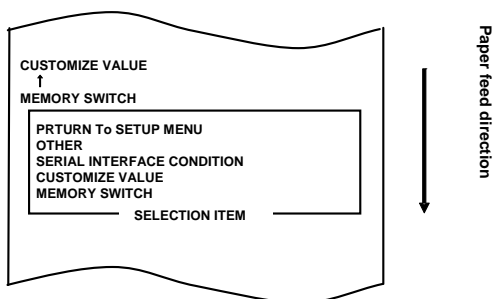 CUSTOMIZE VALUE
↑
MEMORY SWITCH
PRTURN To SETUP MENU
OTHER
SERIAL INTERFACE CONDITION
CUSTOMIZE VALUE
MEMORY SWITCH
SELECTION ITEM
Paper feed direction